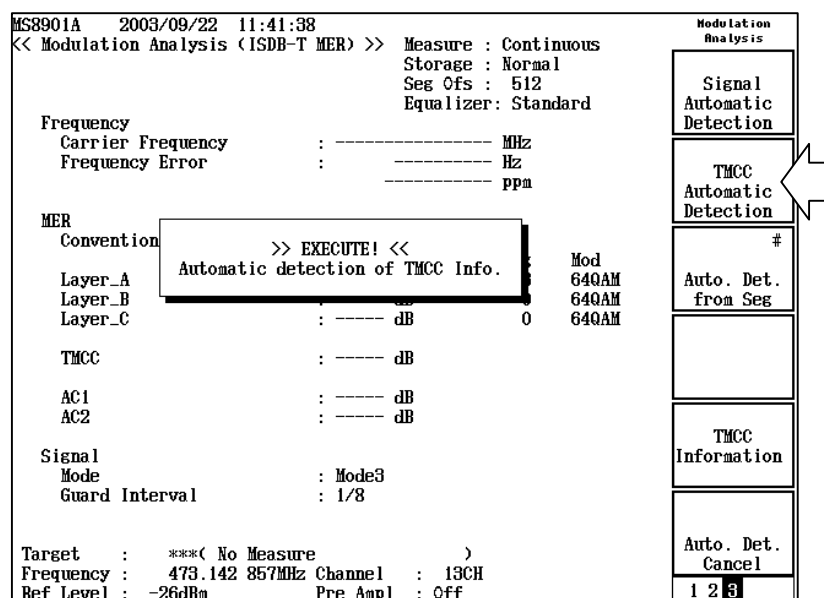 MS8901A 2003/09/22 11:41:38
<< Modulation Analysis (ISDB-T MER) >> Measure : Continuous
Storage : Normal
Seg Ofs : 512
Equalizer: Standard
Frequency
Carrier Frequency : ---------------- MHz
Frequency Error : ---------- Hz
----------- ppm
MER
Convention
Mod
>> EXECUTE! <<
Automatic detection of TMCC Info.
Layer_A 64QAM
Layer_B : ----- dB 64QAM
Layer_C : ----- dB 0 64QAM
TMCC : ----- dB
AC1 : ----- dB
AC2 : ----- dB
Signal
Mode : Mode3
Guard Interval : 1/8
Target : ***( No Measure )
Frequency : 473.142 857MHz Channel : 13CH
Ref Level : -26dBm Pre Ampl : Off
Modulation
Analysis
Signal
Automatic
Detection
TMCC
Automatic
Detection
#
Auto. Det.
from Seg
TMCC
Information
Auto. Det.
Cancel
1 2 3